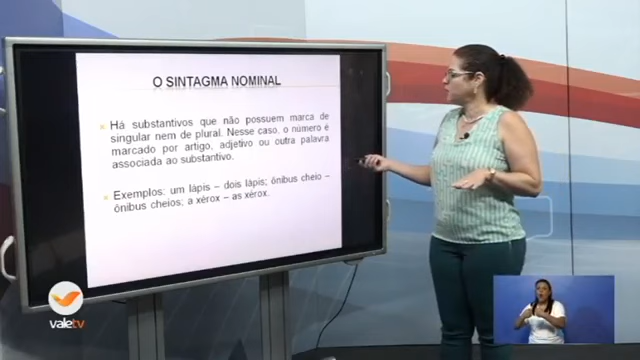 O SINTAGMA NOMINAL
Há substantivos que não possuem marca de
singular nem de plural. Nesse caso, o número é
marcado por artigo, adjetivo ou outra palavra
associada ao substantivo.
Exemplos: um lápis – dois lápis; ônibus cheio –
ônibus cheios; a xérox – as xérox.
valetv